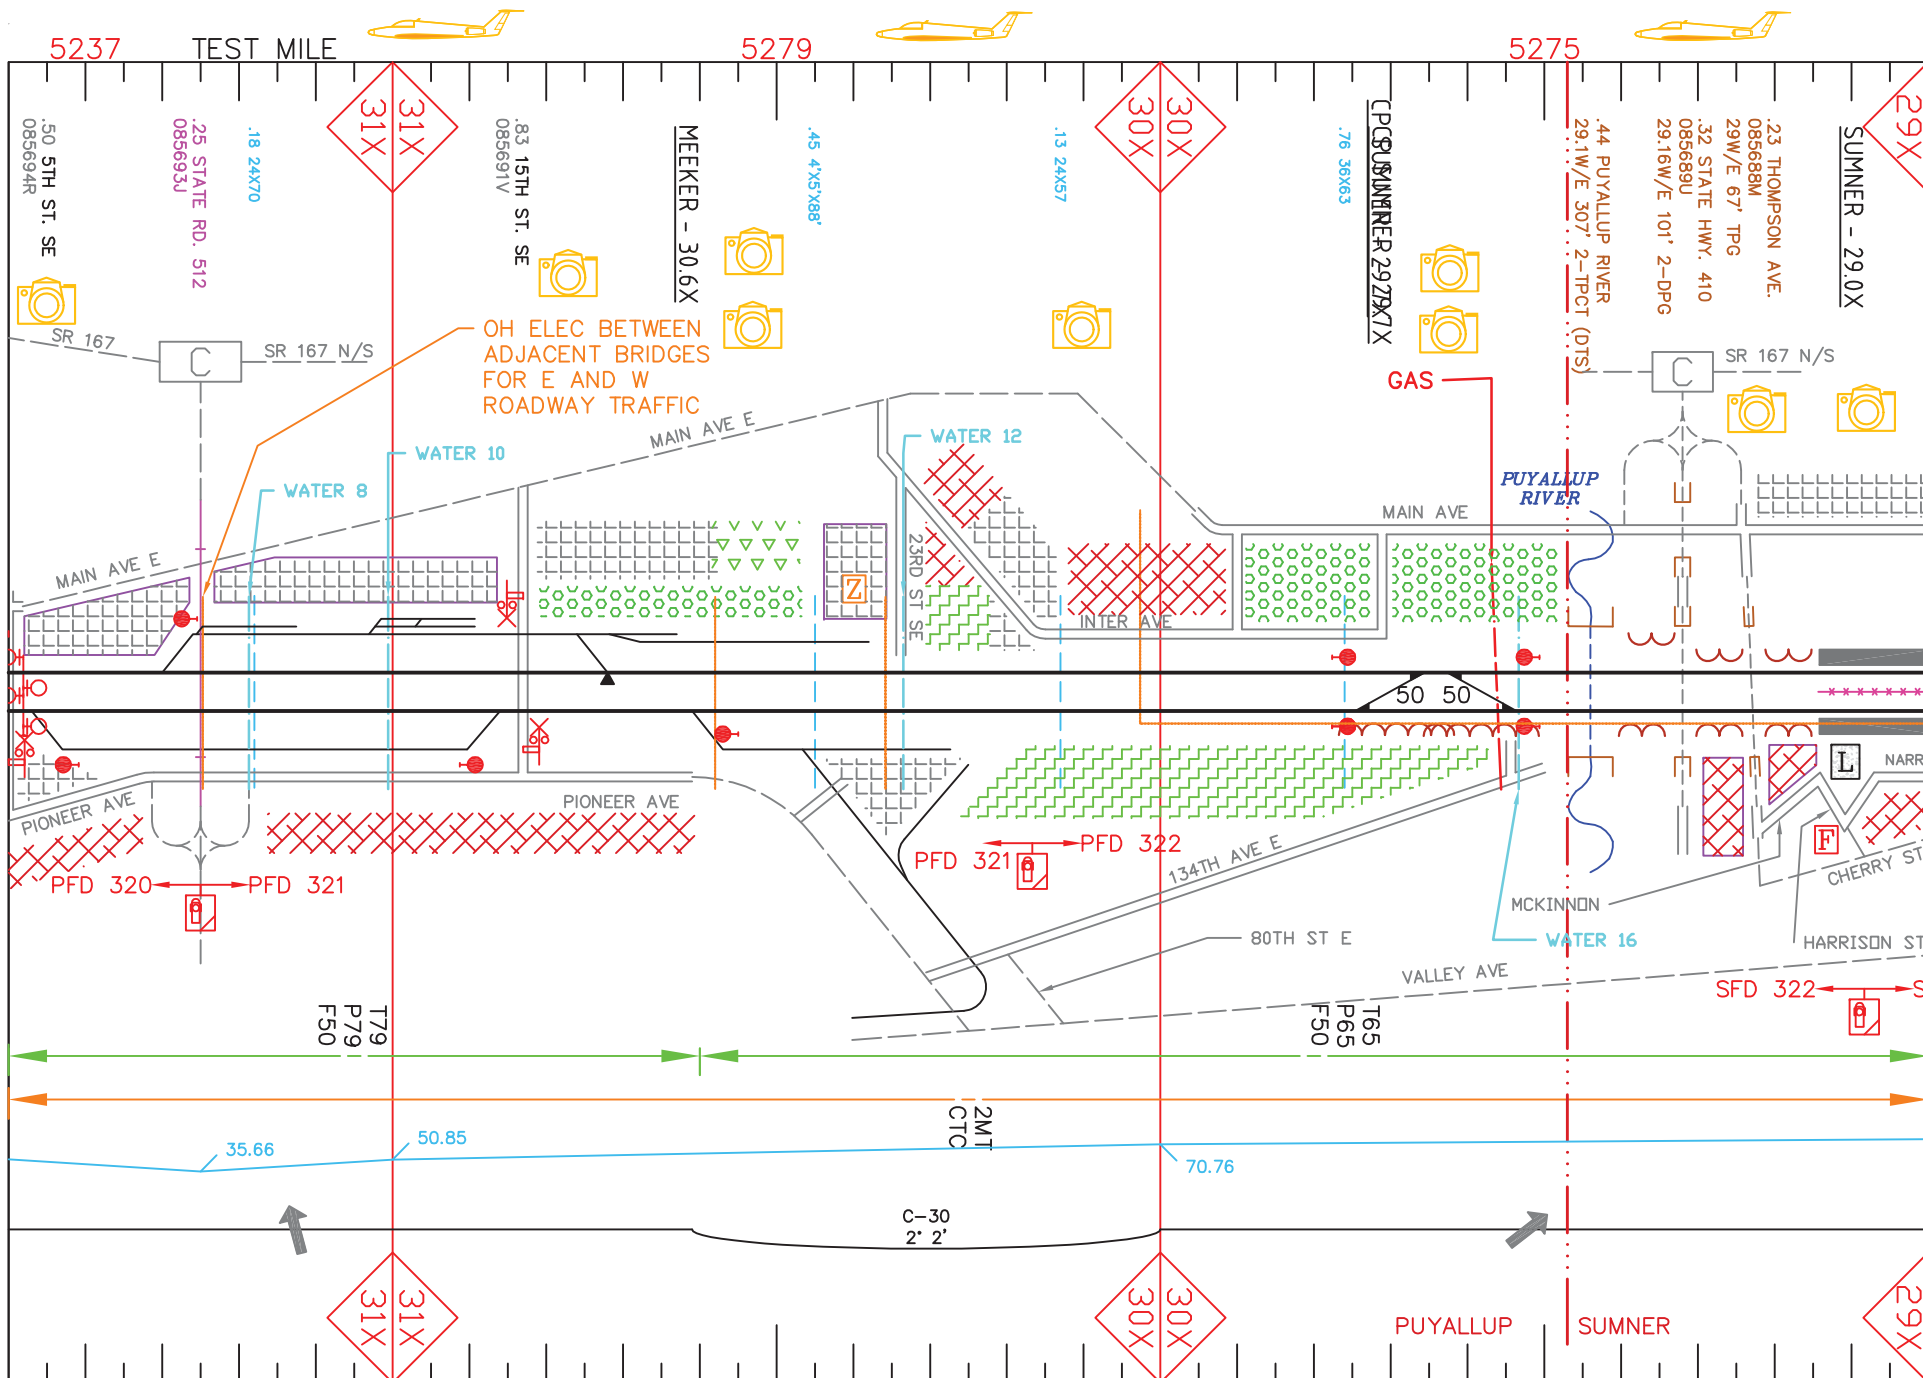 5237
TEST MILE
5279
5275
31X
31X
30X
30X
29X
.50 5TH ST. SE
085694R
.25 STATE RD. 512
085693J
.18 24X70
.83 15TH ST. SE
085691V
MEEKER - 30.6X
.45 4'X5'X88'
.13 24X57
.76 36X63
.44 PUYALLUP RIVER
29.1W/E 307' 2-TPCT (DTS)
.32 STATE HWY. 410
085689U
29.16W/E 101' 2-DPG
.23 THOMPSON AVE.
085688M
29W/E 67' TPG
SUMNER - 29.0X
SR 167
C
SR 167 N/S
OH ELEC BETWEEN
ADJACENT BRIDGES
FOR E AND W
ROADWAY TRAFFIC
GAS
C
SR 167 N/S
MAIN AVE E
WATER 10
WATER 12
WATER 8
PUYALLUP
RIVER
MAIN AVE
MAIN AVE E
23RD ST SE
Z
INTER AVE
50 50
L
NARR
PIONEER AVE
PIONEER AVE
F
PFD 320
PFD 321
PFD 321
PFD 322
134TH AVE E
CHERRY ST
MCKINNON
80TH ST E
WATER 16
HARRISON ST
VALLEY AVE
SFD 322
S
T79
P79
F50
T65
P65
F50
2MT
CTC
35.66
50.85
70.76
C-30
2° 2'
31X
31X
30X
30X
29X
PUYALLUP
SUMNER